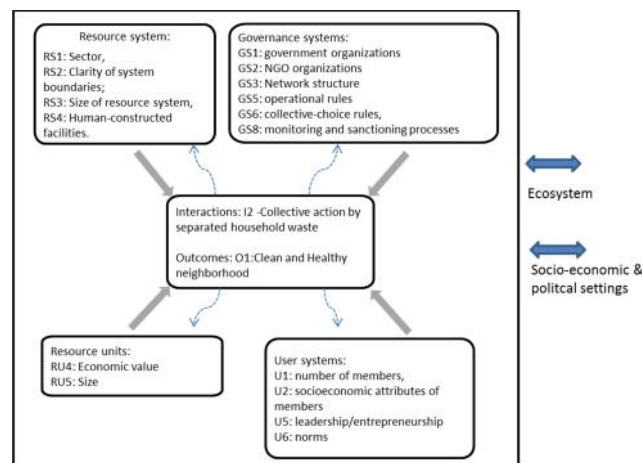 Resource system:
RS1: Sector,
RS2: Clarity of system
boundaries;
RS3: Size of resource system,
RS4: Human-constructed
facilities.
Governance systems:
GS1: government organizations
GS2: NGO organizations
GS3: Network structure
GS5: operational rules
GS6: collective-choice rules,
GS8: monitoring and sanctioning processes
Interactions: I2 -Collective action by
separated household waste
Outcomes: O1:Clean and Healthy
neighborhood
Resource units:
RU4: Economic value
RU5: Size
User systems:
U1: number of members,
U2: socioeconomic attributes of
members
U5: leadership/entrepreneurship
U6: norms
Ecosystem
Socio-economic &
politcal settings